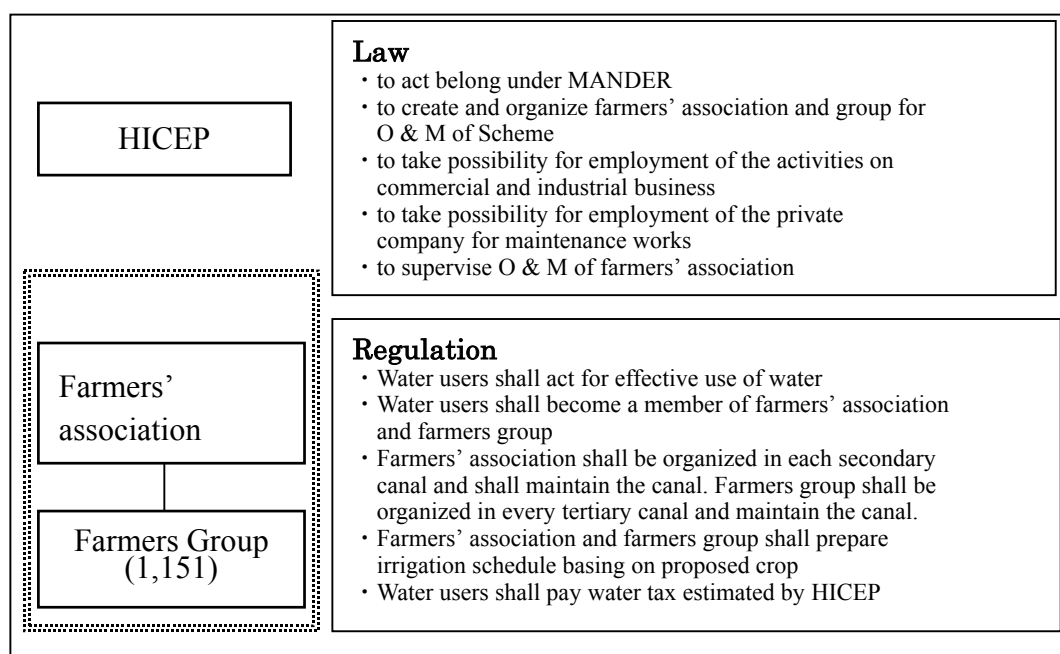 HICEP
Law
・to act belong under MANDER
・to create and organize farmers’ association and group for
O & M of Scheme
・to take possibility for employment of the activities on
commercial and industrial business
・to take possibility for employment of the private
company for maintenance works
・to supervise O & M of farmers’ association
Farmers’
association
Farmers Group
(1,151)
Regulation
・Water users shall act for effective use of water
・Water users shall become a member of farmers’ association
and farmers group
・Farmers’ association shall be organized in each secondary
canal and shall maintain the canal. Farmers group shall be
organized in every tertiary canal and maintain the canal.
・Farmers’ association and farmers group shall prepare
irrigation schedule basing on proposed crop
・Water users shall pay water tax estimated by HICEP